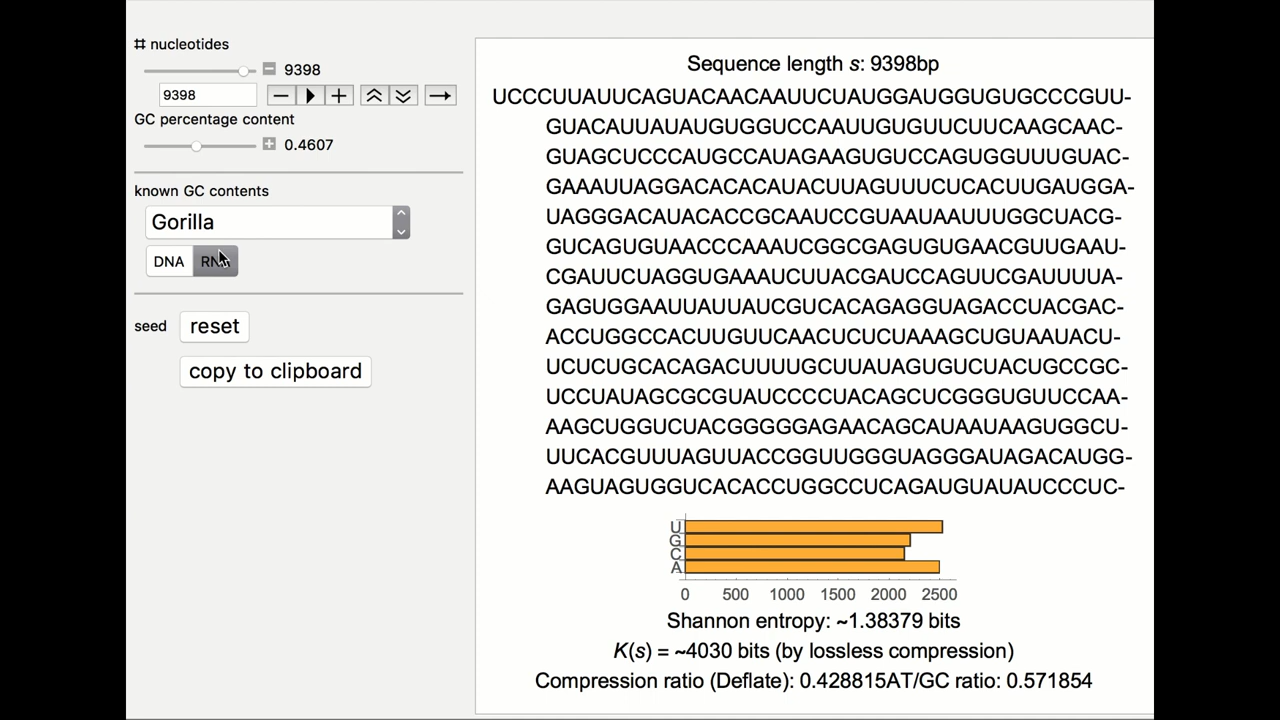 # nucleotides
9398
9398
GC percentage content
0.4607
known GC contents
Gorilla
DNA
seed
reset
copy to clipboard
Sequence length s: 9398bp
UCCCUUAUUCAGUACAACAAUUCUAUGGAUGGUGUGCCCGUU-
GUACAUUAUAUGUGGUCCAAUUGUGUUCUUCAAGCAAC-
GUAGCUCCCAUGCCAUAGAAGUGUCCAGUGGUUUGUAC-
GAAAUUAGGACACACAUACUUAGUUUCUCACUUGAUGGA-
UAGGGACAUACACCGCAAUCCGUAAUAAUUUGGCUACG-
GUCAGUGUAACCCAAAUCGGCGAGUGUGAACGUUGAAU-
CGAUUCUAGGUGAAAUCUUACGAUCCAGUUCGAUUUUA-
GAGUGGAAUUAUUAUCGUCACAGAGGUAGACCUACGAC-
ACCUGGCCACUUGUUCAACUCUCUAAAGCUGUAAUACU-
UCUCUGCACAGACUUUUGCUUAUAGUGUCUACUGCCGC-
UCCUAUAGCGCGUAUCCCCUACAGCUCGGGUGUUCCAA-
AAGCUGGUCUACGGGGGAGAACAGCAUAAUAAGUGGCU-
UUCACGUUUAGUUACCGGUUGGGUAGGGAUAGACAUGG-
AAGUAGUGGUCACACCUGGCCUCAGAUGUAUAUCCCUC-
U
G
C
A
0 500 1000 1500 2000 2500
Shannon entropy: ~1.38379 bits
K(s) = ~4030 bits (by lossless compression)
Compression ratio (Deflate): 0.428815AT/GC ratio: 0.571854